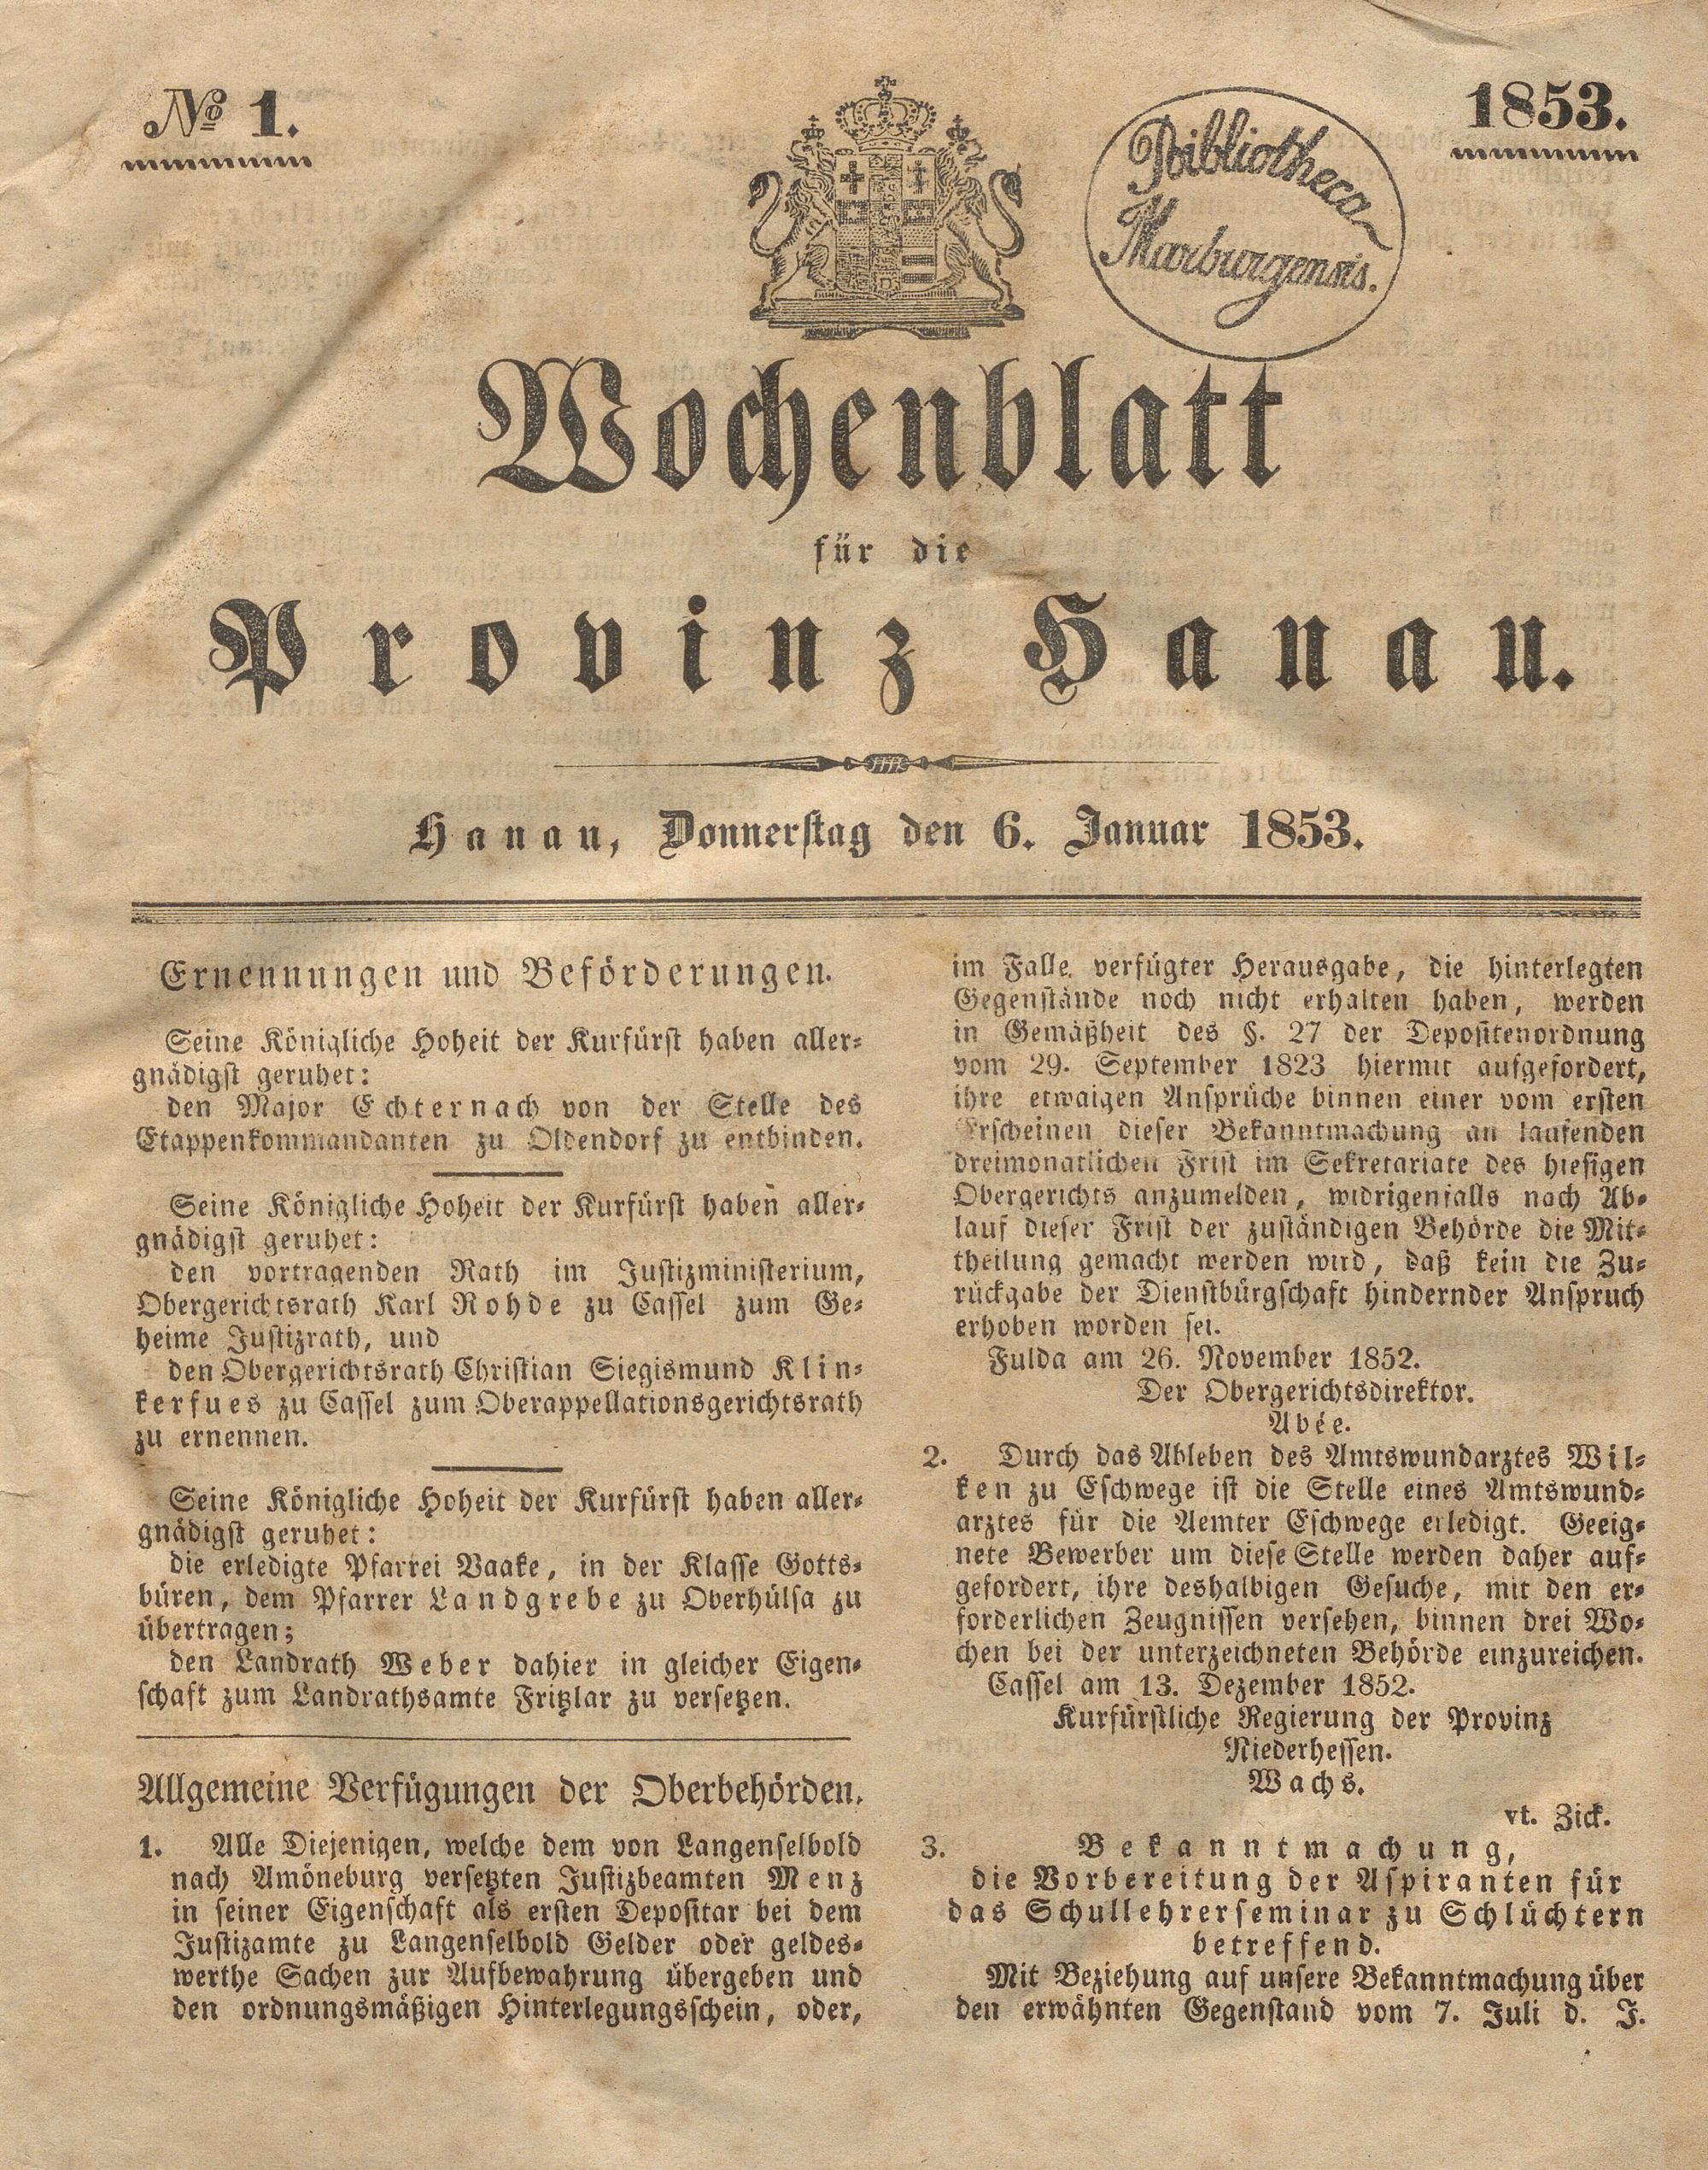 № 1.
1853.
Bibliotheca
Marburgensis.
Wochenblatt
für die
Provinz Hanau.
Hanau, Donnerstag den 6. Januar 1853.
Ernennungen und Beförderungen.
Seine Königliche Hoheit der Kurfürst haben aller-
gnädigst geruhet:
den Major Echternach von der Stelle des
Etappenkommandanten zu Oldendorf zu entbinden.
Seine Königliche Hoheit der Kurfürst haben aller-
gnädigst geruhet:
den vortragenden Rath im Justizministerium,
Obergerichtsrath Karl Rohde zu Cassel zum Ge-
heime Justizrath, und
den Obergerichtsrath Christian Siegismund Klin-
kerfues zu Cassel zum Oberappellationsgerichtsrath
zu ernennen.
Seine Königliche Hoheit der Kurfürst haben aller-
gnädigst geruhet:
die erledigte Pfarrei Vaake, in der Klasse Gotts-
büren, dem Pfarrer Landgrebe zu Oberhülsa zu
übertragen;
den Landrath Weber dahier in gleicher Eigen-
schaft zum Landrathsamte Fritzlar zu versetzen.
Allgemeine Verfügungen der Oberbehörden.
1. Alle Diejenigen, welche dem von Langenselbold
nach Amöneburg versetzten Justizbeamten Menz
in seiner Eigenschaft als ersten Depositar bei dem
Justizamte zu Langenselbold Gelder oder geldes-
werthe Sachen zur Aufbewahrung übergeben und
den ordnungsmäßigen Hinterlegungsschein, oder,
im Falle verfügter Herausgabe, die hinterlegten
Gegenstände noch nicht erhalten haben, werden
in Gemäßheit des §. 27 der Depositenordnung
vom 29. September 1823 hiermit aufgefordert,
ihre etwaigen Ansprüche binnen einer vom ersten
Erscheinen dieser Bekanntmachung an laufenden
dreimonatlichen Frist im Sekretariate des hiesigen
Obergerichts anzumelden, widrigenfalls nach Ab-
lauf dieser Frist der zuständigen Behörde die Mit-
theilung gemacht werden wird, daß kein die Zu-
rückgabe der Dienstbürgschaft hindernder Anspruch
erhoben worden sei.
Fulda am 26. November 1852.
Der Obergerichtsdirektor.
Abée.
2. Durch das Ableben des Amtswundarztes Wil-
ken zu Eschwege ist die Stelle eines Amtswund-
arztes für die Aemter Eschwege erledigt. Geeig-
nete Bewerber um diese Stelle werden daher auf-
gefordert, ihre deshalbigen Gesuche, mit den er-
forderlichen Zeugnissen versehen, binnen drei Wo-
chen bei der unterzeichneten Behörde einzureichen.
Cassel am 13. Dezember 1852.
Kurfürstliche Regierung der Provinz
Niederhessen.
Wachs.
vt. Zick.
3. Bekanntmachung,
die Vorbereitung der Aspiranten für
das Schullehrerseminar zu Schlüchtern
betreffend.
Mit Beziehung auf unsere Bekanntmachung über
den erwähnten Gegenstand vom 7. Juli d. J.